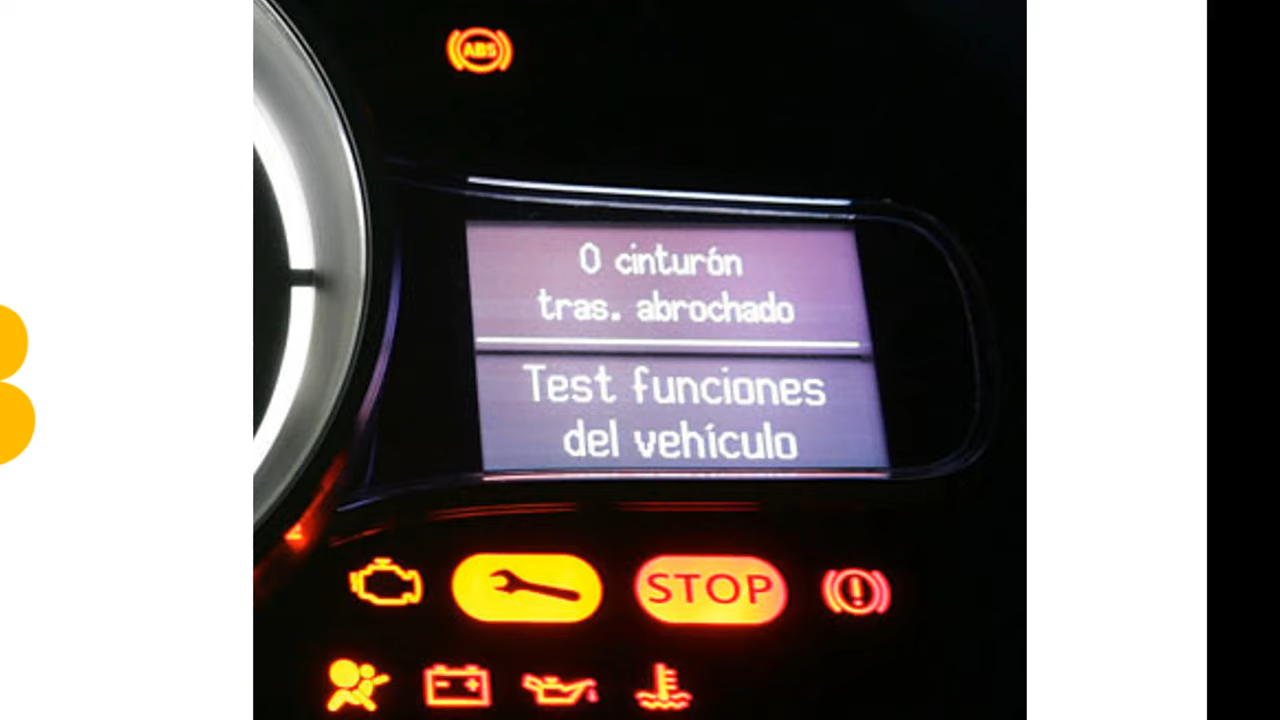 ABS
0 cinturón
tras. abrochado
Test funciones
del vehículo
STOP